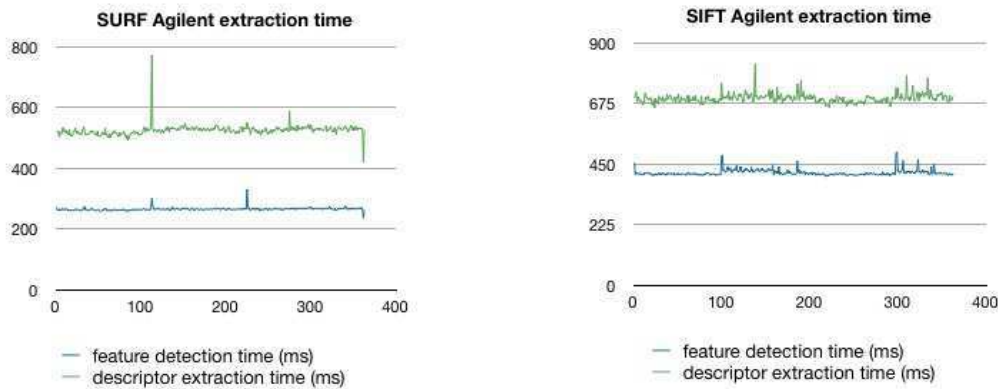 SURF Agilent extraction time
800
600
400
200
0
0 100 200 300 400
feature detection time (ms)
descriptor extraction time (ms)
SIFT Agilent extraction time
900
675
450
225
0
0 100 200 300 400
feature detection time (ms)
descriptor extraction time (ms)